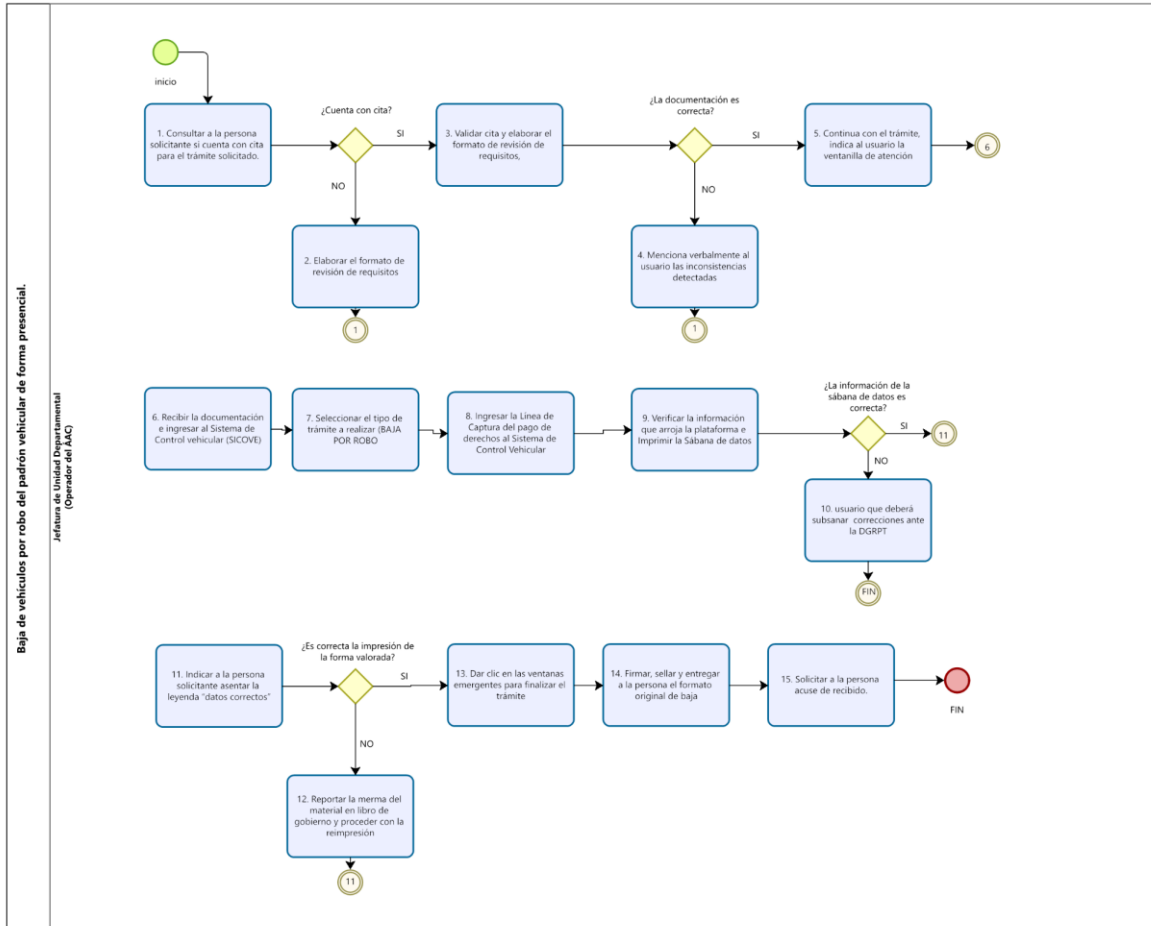 Baja de vehículos por robo del padrón vehicular de forma presencial.
Jefatura de Unidad Departamental
(Operador del AAC)
inicio
1. Consultar a la persona
solicitante si cuenta con cita
para el trámite solicitado.
¿Cuenta con cita?
SI
NO
2. Elaborar el formato de
revisión de requisitos
1
3. Validar cita y elaborar el
formato de revisión de
requisitos,
¿La documentación es
correcta?
SI
NO
4. Menciona verbalmente al
usuario las inconsistencias
detectadas
1
5. Continua con el trámite,
indica al usuario la
ventanilla de atención
6
6. Recibir la documentación
e ingresar al Sistema de
Control vehicular (SICOVE)
7. Seleccionar el tipo de
trámite a realizar (BAJA
POR ROBO
8. Ingresar la Línea de
Captura del pago de
derechos al Sistema de
Control Vehicular
9. Verificar la información
que arroja la plataforma e
Imprimir la Sábana de datos
¿La información de la
sábana de datos es
correcta?
SI
11
NO
10. usuario que deberá
subsanar correcciones ante
la DGRPT
FIN
11. Indicar a la persona
solicitante asentar la
leyenda "datos correctos"
¿Es correcta la impresión de
la forma valorada?
SI
NO
12. Reportar la merma del
material en libro de
gobierno y proceder con la
reimpresión
11
13. Dar clic en las ventanas
emergentes para finalizar el
trámite
14. Firmar, sellar y entregar
a la persona el formato
original de baja
15. Solicitar a la persona
acuse de recibido.
FIN